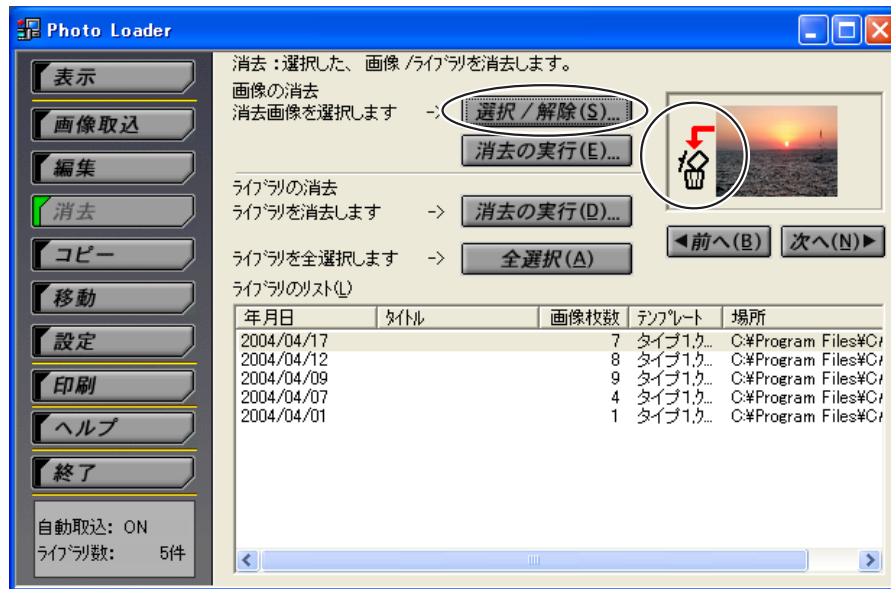 Photo Loader
表示
画像取込
編集
消去
コピー
移動
設定
印刷
ヘルプ
終了
自動取込: ON
ライブラリ数: 5件
消去:選択した、画像/ライブラリを消去します。
画像の消去
消去画像を選択します -> 選択/解除(S)...
消去の実行(E)...
ライブラリの消去
ライブラリを消去します -> 消去の実行(D)...
ライブラリを全選択します -> 全選択(A)
◀前へ(B) 次へ(N)▶
ライブラリのリスト(L)
年月日 タイトル 画像枚数 テンプレート 場所
2004/04/17 7 タイプ1,ク... C:¥Program Files¥CA
2004/04/12 8 タイプ1,ク... C:¥Program Files¥CA
2004/04/09 9 タイプ1,ク... C:¥Program Files¥CA
2004/04/07 4 タイプ1,ク... C:¥Program Files¥CA
2004/04/01 1 タイプ1,ク... C:¥Program Files¥CA